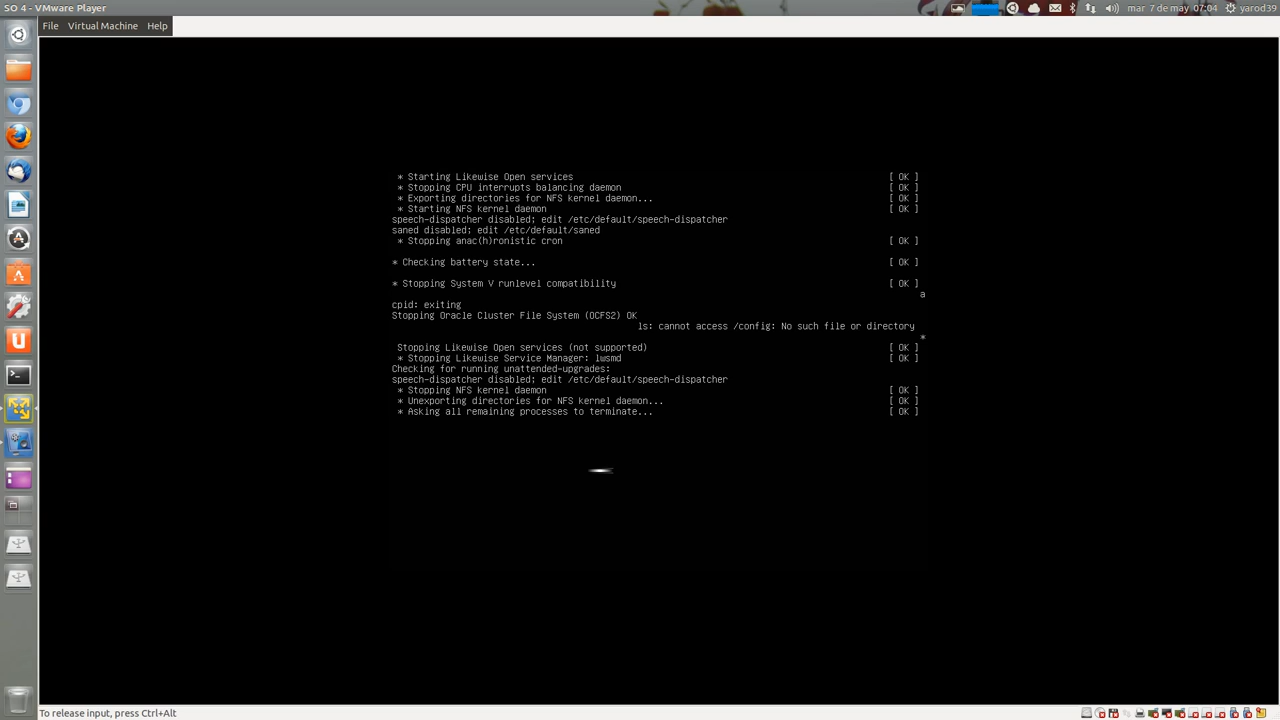 SO 4 - VMware Player
mar 7 de may 07:04
yarod39
File Virtual Machine Help
* Starting Likewise Open services [ OK ]
* Stopping CPU interrupts balancing daemon [ OK ]
* Exporting directories for NFS kernel daemon... [ OK ]
* Starting NFS kernel daemon [ OK ]
speech-dispatcher disabled; edit /etc/default/speech-dispatcher
saned disabled; edit /etc/default/saned
* Stopping anac(h)ronistic cron [ OK ]
* Checking battery state... [ OK ]
* Stopping System V runlevel compatibility [ OK ]
a
cpid: exiting
Stopping Oracle Cluster File System (OCFS2) OK
ls: cannot access /config: No such file or directory
*
Stopping Likewise Open services (not supported) [ OK ]
* Stopping Likewise Service Manager: lwsmd [ OK ]
Checking for running unattended-upgrades:
speech-dispatcher disabled; edit /etc/default/speech-dispatcher
* Stopping NFS kernel daemon [ OK ]
* Unexporting directories for NFS kernel daemon... [ OK ]
* Asking all remaining processes to terminate... [ OK ]
To release input, press Ctrl+Alt